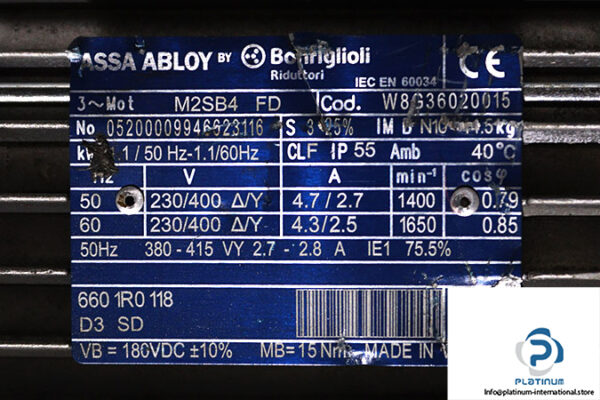 ASSA ABLOY BY Bonfiglioli
Riduttori
IEC EN 60034
CE
3~Mot M2SB4 FD Cod. W8G36020015
No 05200009946623116 S 3 25% IM
kW 1.1 / 50 Hz-1.1/60Hz CLF IP 55 Amb 40°C
Hz V A min-1 cosφ
50 230/400 Δ/Y 4.7 / 2.7 1400 0.79
60 230/400 Δ/Y 4.3/2.5 1650 0.85
50Hz 380 - 415 VY 2.7 - 2.8 A IE1 75.5%
660 1R0 118
D3 SD
VB = 180VDC ±10% MB=15 Nm MADE IN
PLATINUM
Info@platinum-international.store